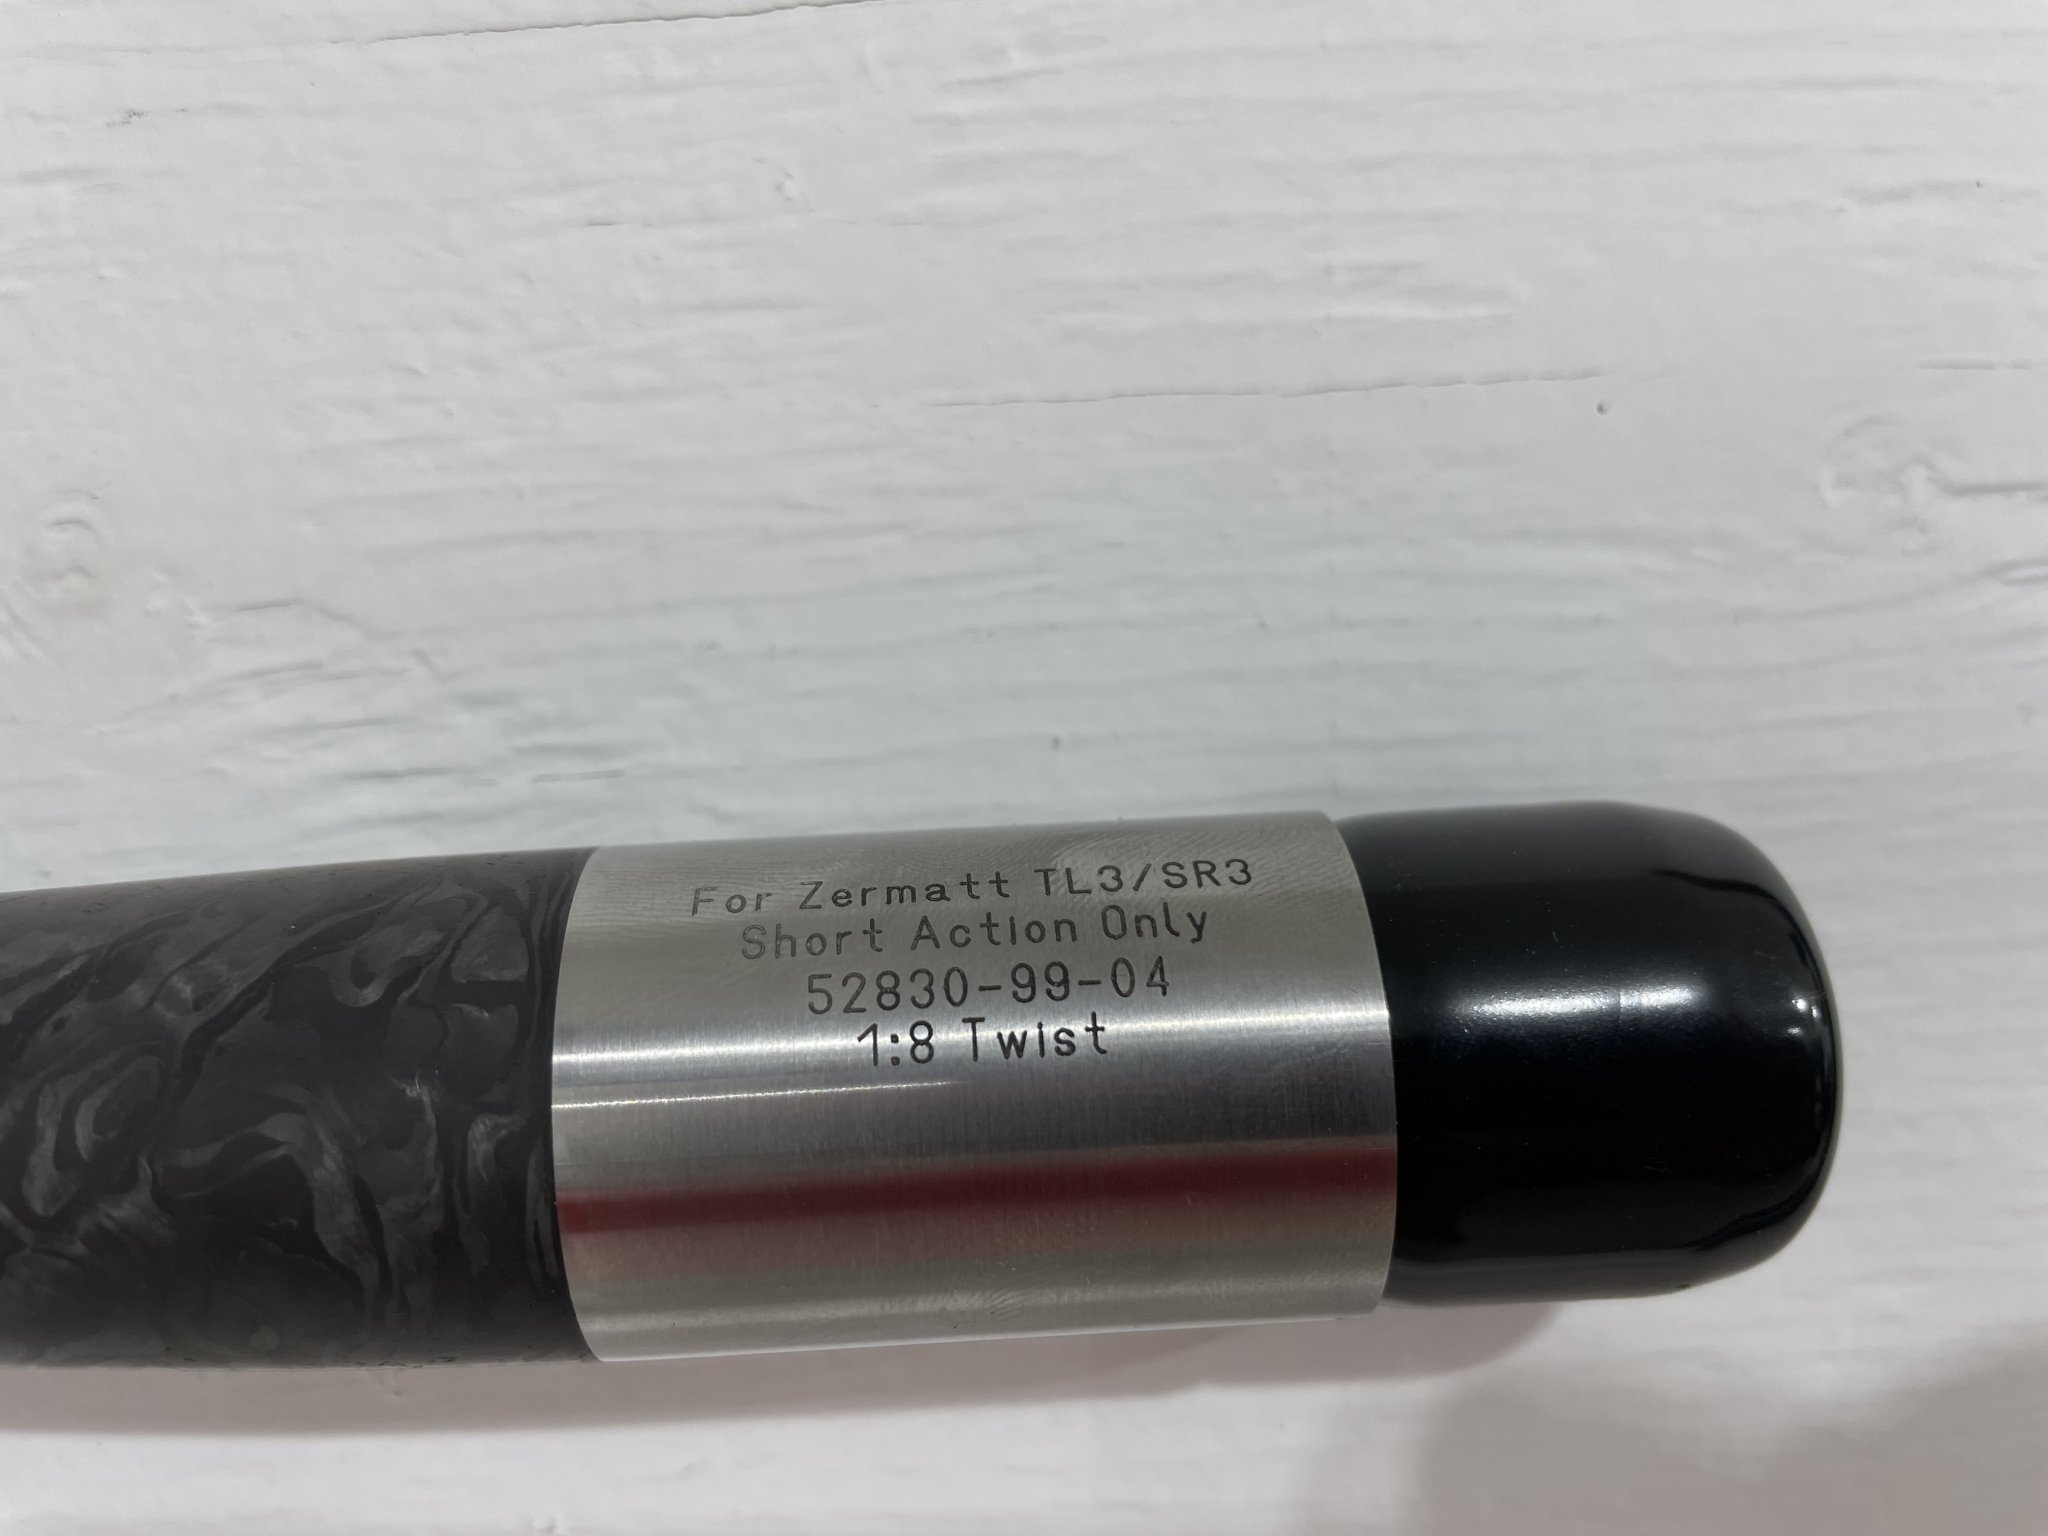 For Zermatt TL3/SR3
Short Action Only
52830-99-04
1:8 Twist